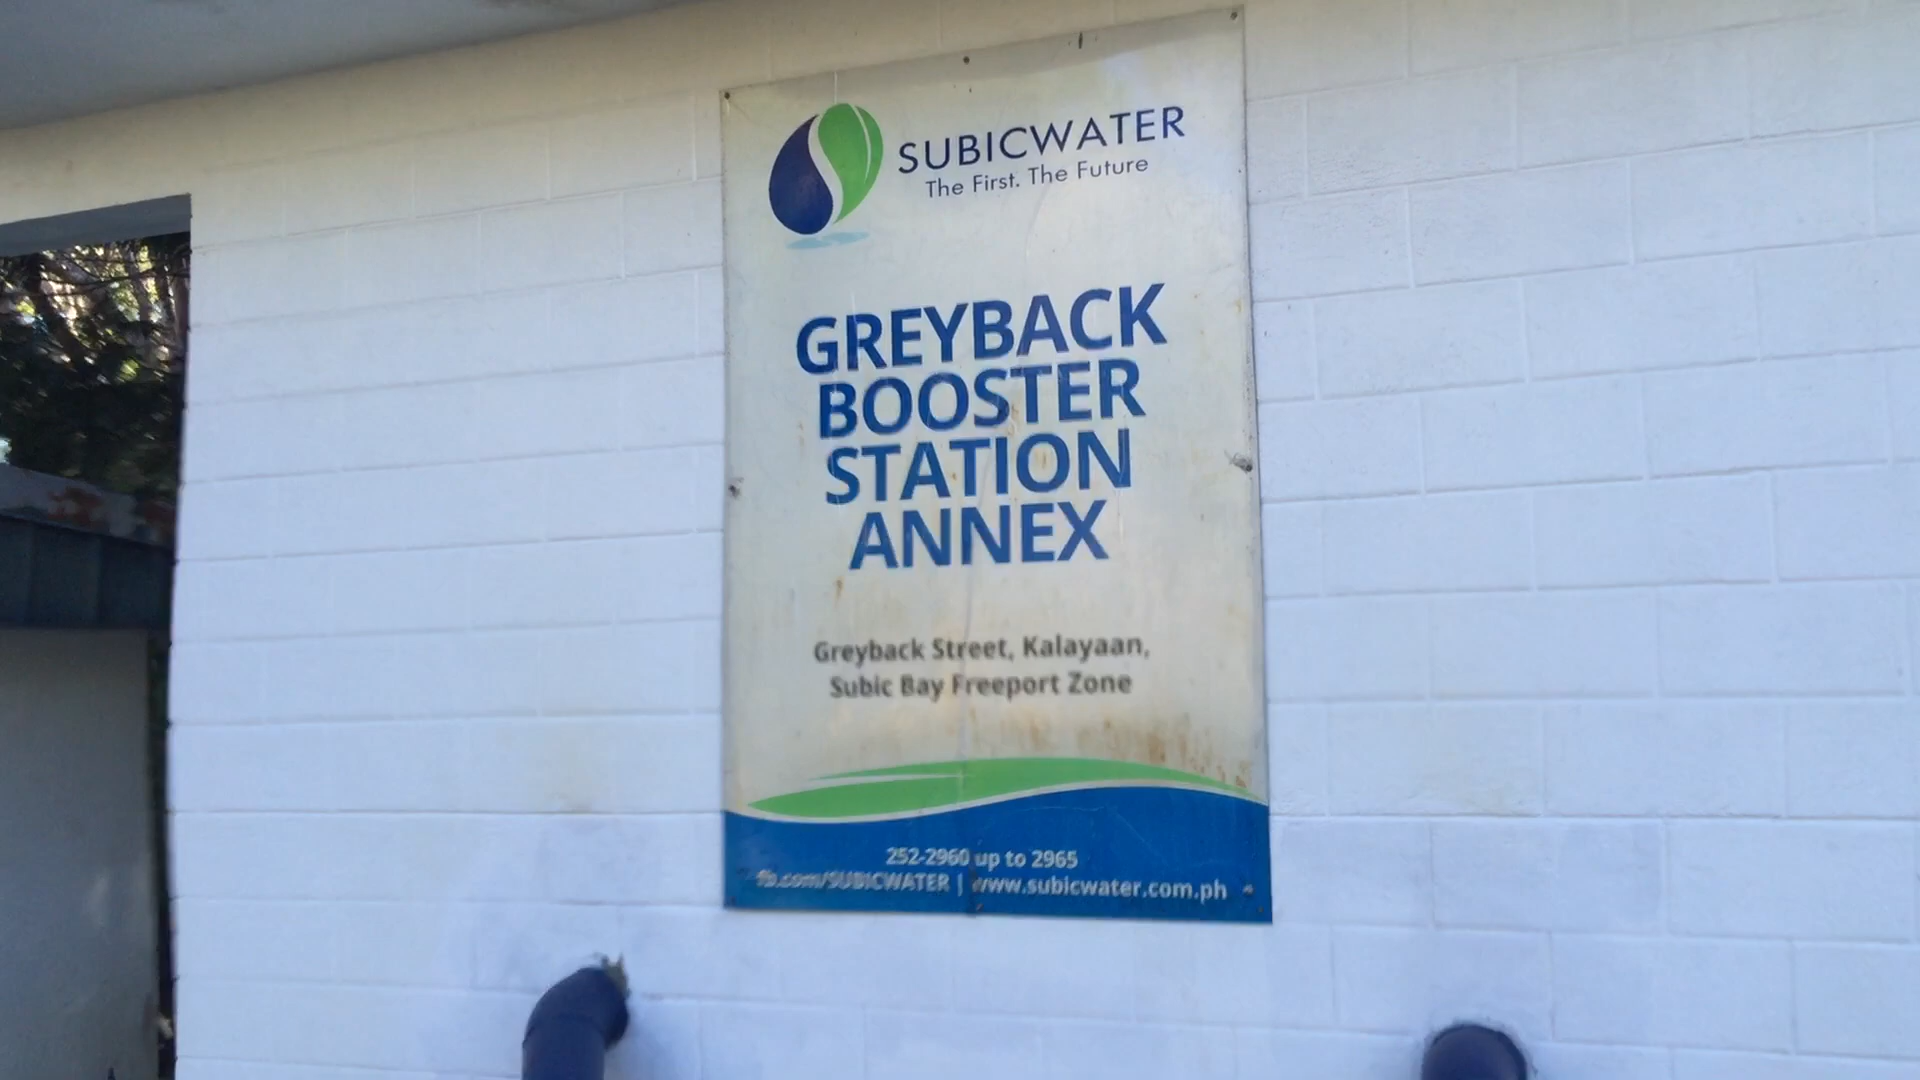 SUBICWATER
The First. The Future
GREYBACK
BOOSTER
STATION
ANNEX
Greyback Street, Kalayaan,
Subic Bay Freeport Zone
252-2960 up to 2965
fb.com/SUBICWATER | www.subicwater.com.ph